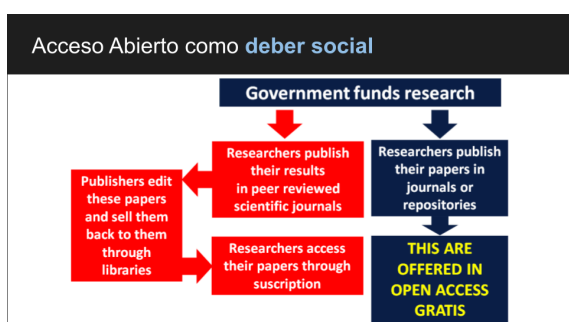 Acceso Abierto como deber social
Government funds research
Researchers publish
their results
in peer reviewed
scientific journals
Researchers publish
their papers in
journals or
repositories
Publishers edit
these papers
and sell them
back to them
through
libraries
Researchers access
their papers through
suscription
THIS ARE
OFFERED IN
OPEN ACCESS
GRATIS